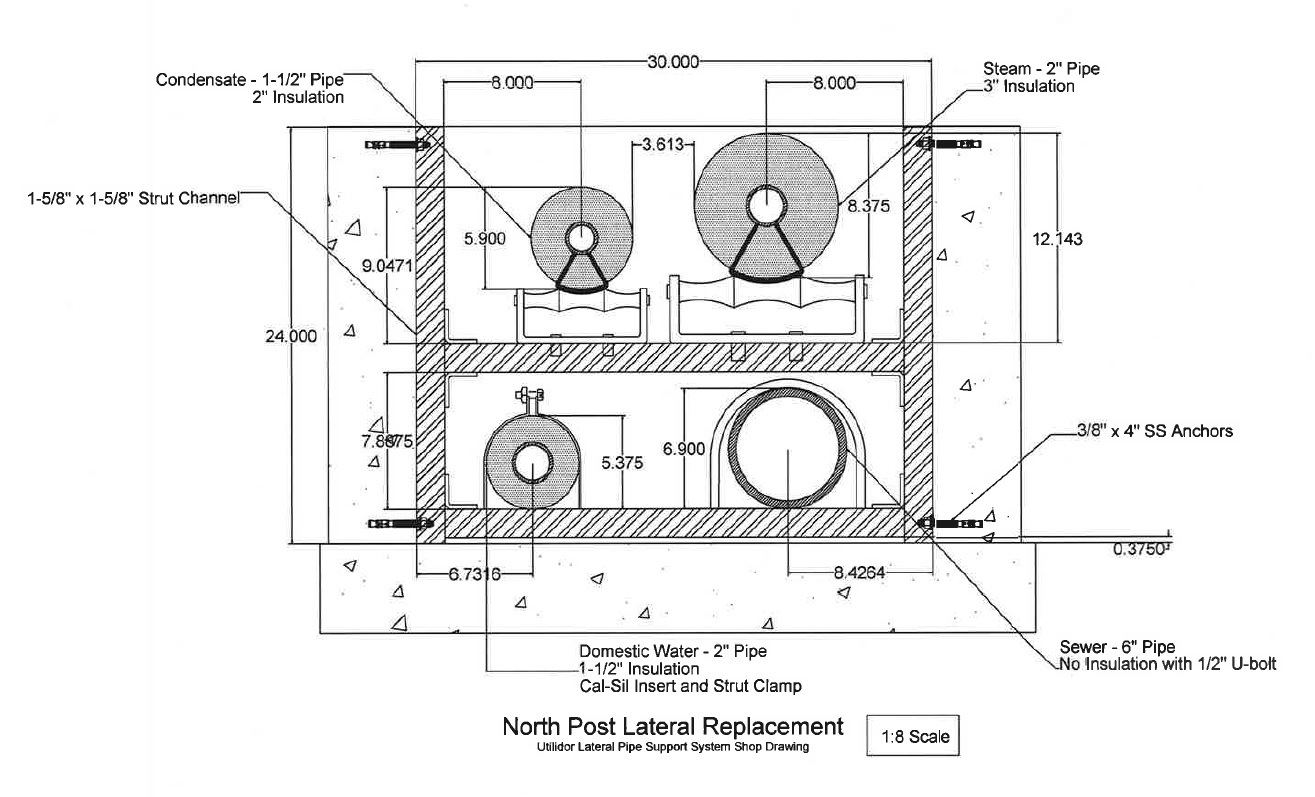 30.000
Condensate - 1-1/2" Pipe
2" Insulation
8.000
8.000
Steam - 2" Pipe
3" Insulation
3.613
1-5/8" x 1-5/8" Strut Channel
8.375
5.900
12.143
9.0471
24.000
3/8" x 4" SS Anchors
5.375
6.900
0.3750
6.7316
8.4264
Domestic Water - 2" Pipe
1-1/2" Insulation
Cal-Sil Insert and Strut Clamp
Sewer - 6" Pipe
No Insulation with 1/2" U-bolt
North Post Lateral Replacement
Utilidor Lateral Pipe Support System Shop Drawing
1:8 Scale